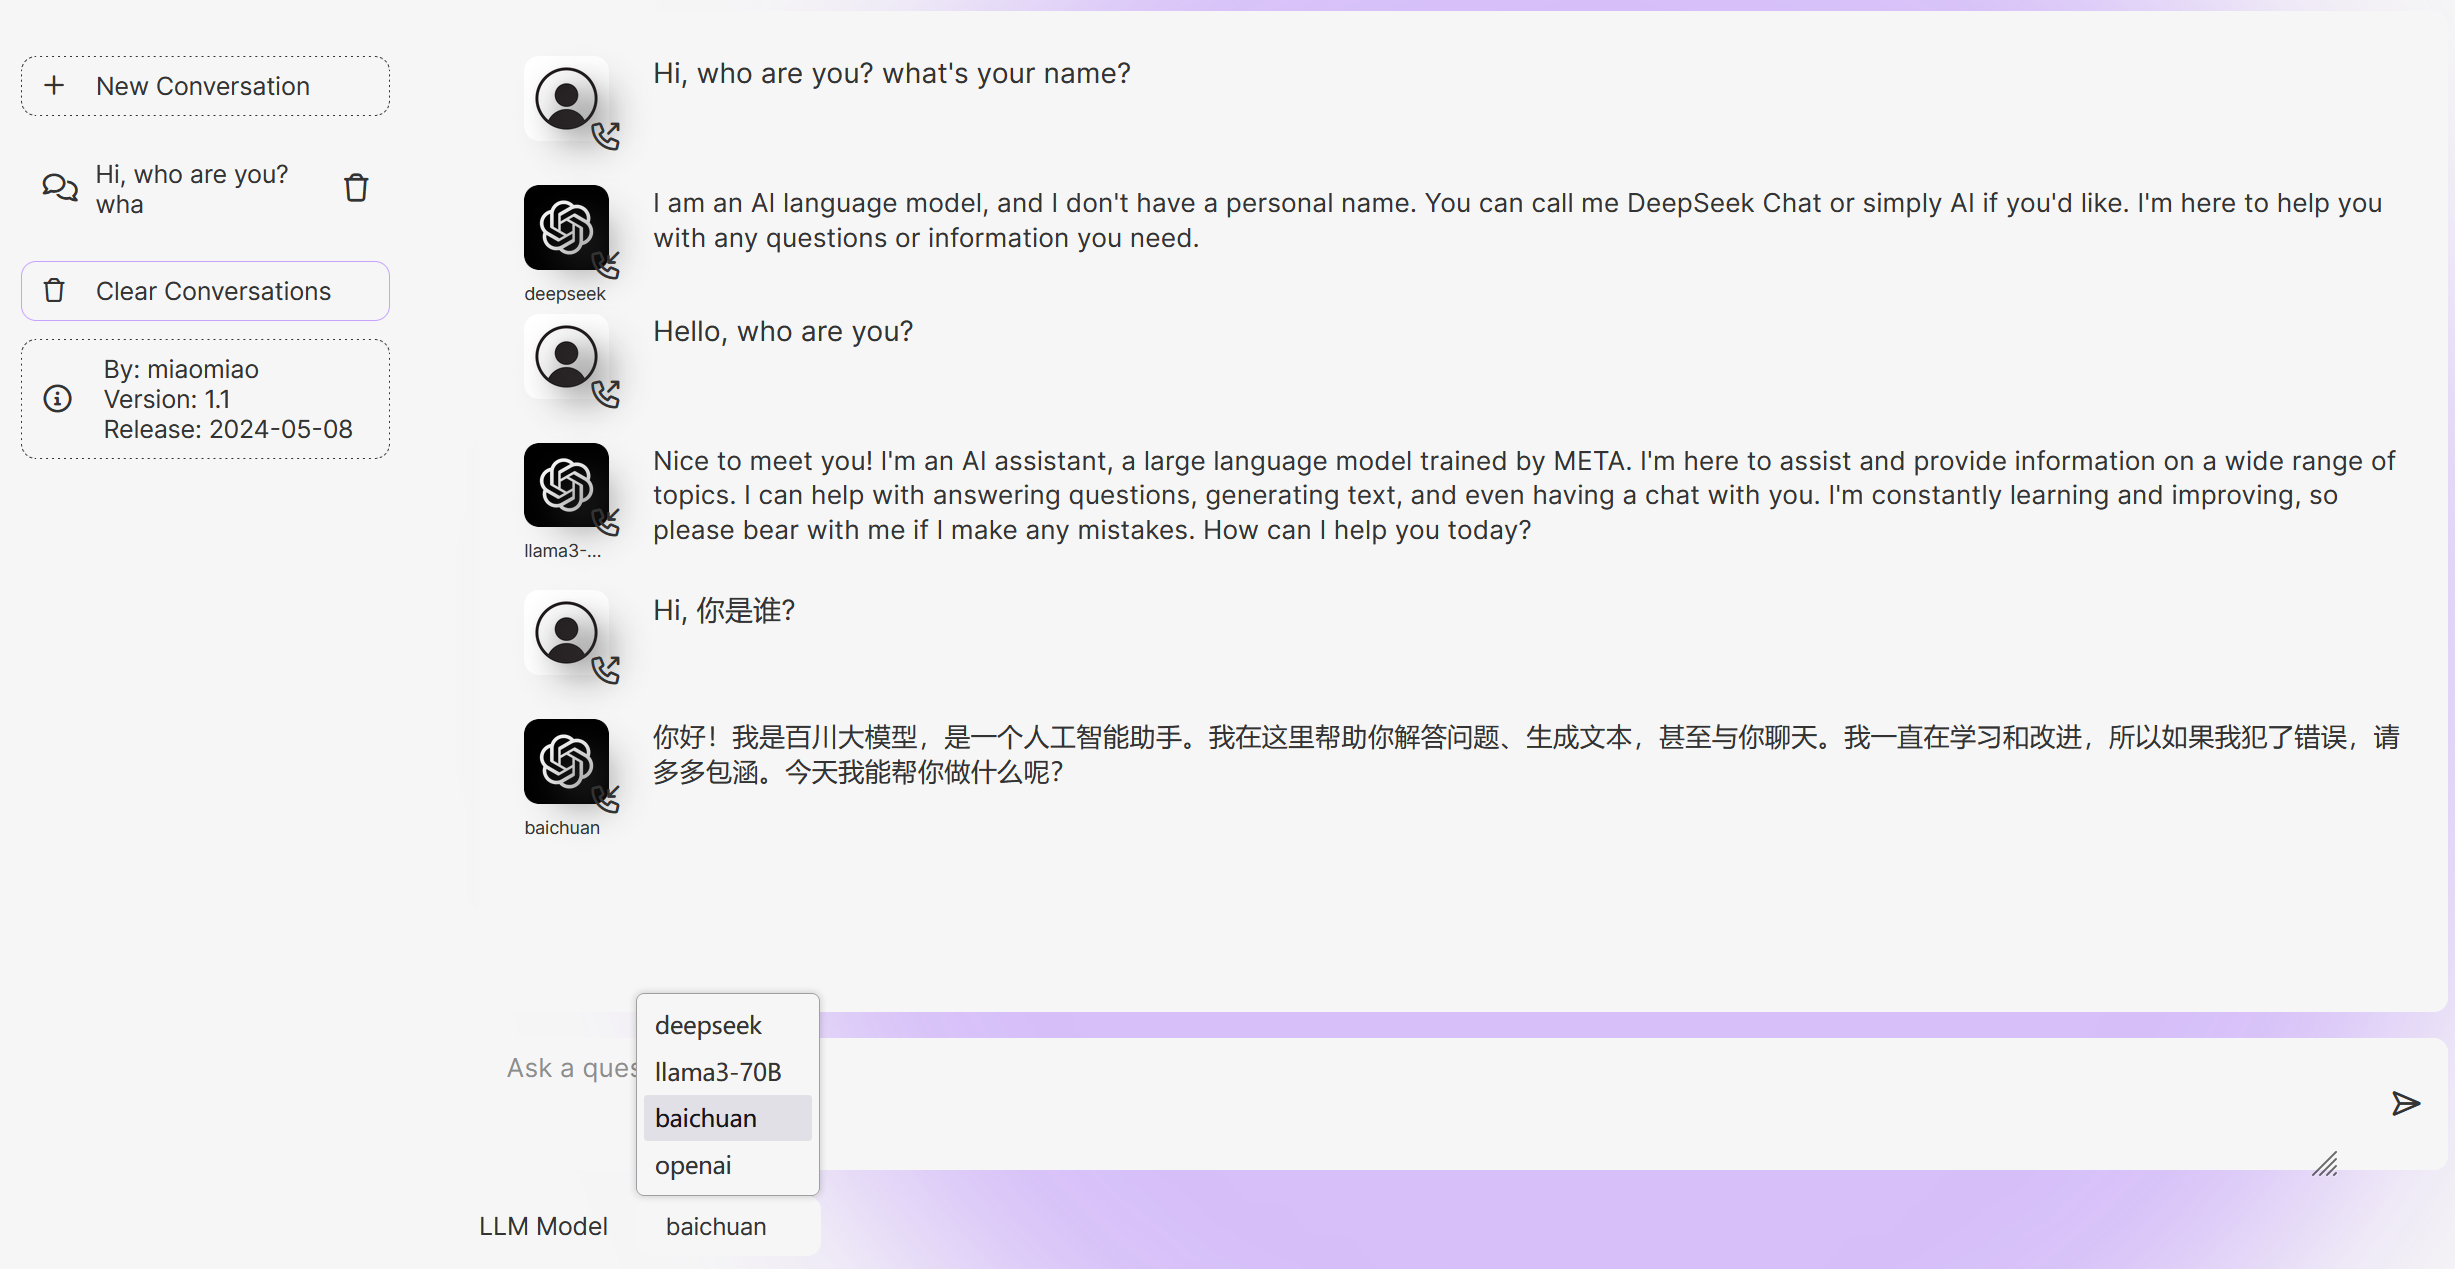 New Conversation
Hi, who are you?
wha
Clear Conversations
By: miaomiao
Version: 1.1
Release: 2024-05-08
Hi, who are you? what's your name?
I am an AI language model, and I don't have a personal name. You can call me DeepSeek Chat or simply AI if you'd like. I'm here to help you
with any questions or information you need.
deepseek
Hello, who are you?
Nice to meet you! I'm an AI assistant, a large language model trained by META. I'm here to assist and provide information on a wide range of
topics. I can help with answering questions, generating text, and even having a chat with you. I'm constantly learning and improving, so
please bear with me if I make any mistakes. How can I help you today?
llama3-...
Hi, 你是谁?
你好！我是百川大模型，是一个人工智能助手。我在这里帮助你解答问题、生成文本，甚至与你聊天。我一直在学习和改进，所以如果我犯了错误，请
多多包涵。今天我能帮你做什么呢？
baichuan
Ask a ques
deepseek
llama3-70B
baichuan
openai
LLM Model
baichuan